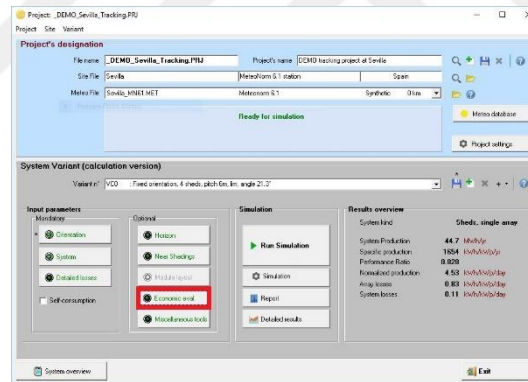 Project: _DEMO_Sevilla_Tracking.PRJ
Project Site Variant
Project's designation
File name _DEMO_Sevilla_Tracking.PRJ Project's name DEMO tracking project at Sevilla
Site File Sevilla MeteoNorm 6.1 station Spain
Meteo File Sevilla_MN61.MET Meteonorm 6.1 Synthetic 0 km
Ready for simulation
Meteo database
Project settings
System Variant (calculation version)
Variant n° VC0 : Fixed orientation, 4 sheds, pitch 6m, lim. angle 21.3°
Input parameters
Mandatory
Orientation
System
Detailed losses
Self-consumption
Optional
Horizon
Near Shadings
Module layout
Economic eval.
Miscellaneous tools
Simulation
Run Simulation
Simulation
Report
Detailed results
Results overview
System kind Sheds, single array
System Production 44.7 MWh/yr
Specific production 1654 kWh/kWp/yr
Performance Ratio 0.828
Normalized production 4.53 kWh/kWp/day
Array losses 0.83 kWh/kWp/day
System losses 0.11 kWh/kWp/day
System overview
Exit